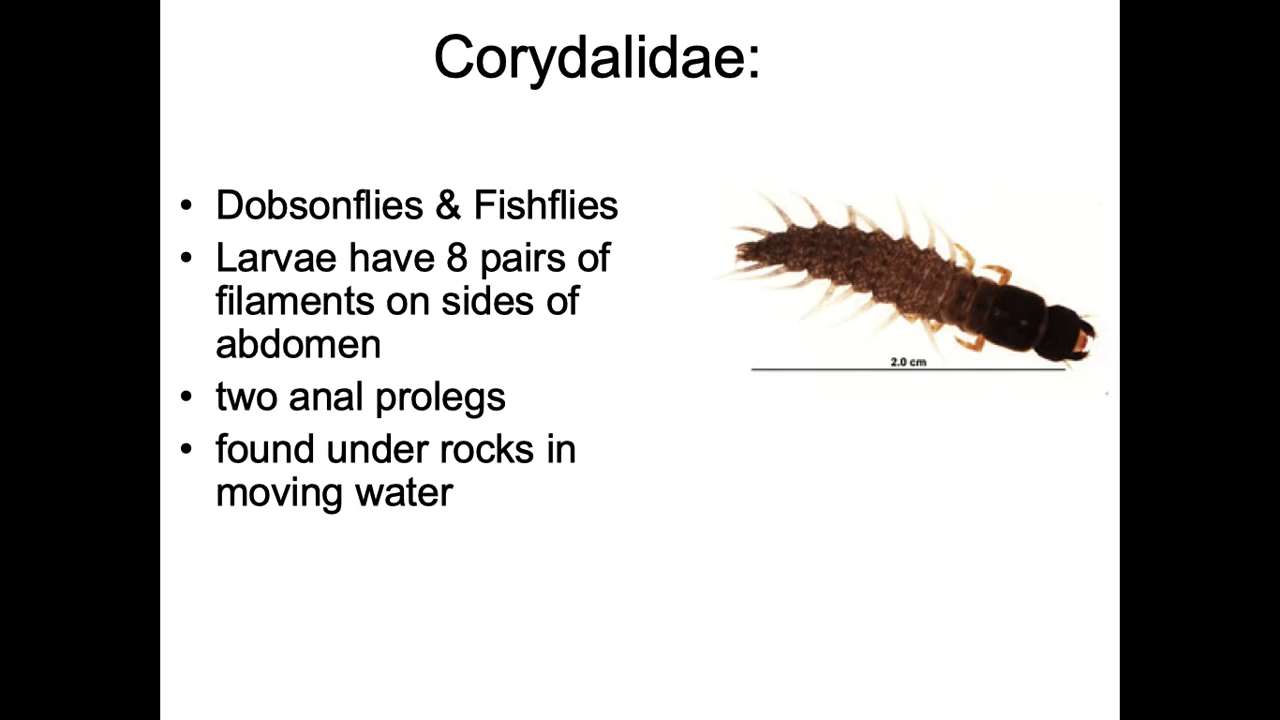 Corydalidae:
• Dobsonflies & Fishflies
• Larvae have 8 pairs of
filaments on sides of
abdomen
• two anal prolegs
• found under rocks in
moving water
2.0 cm